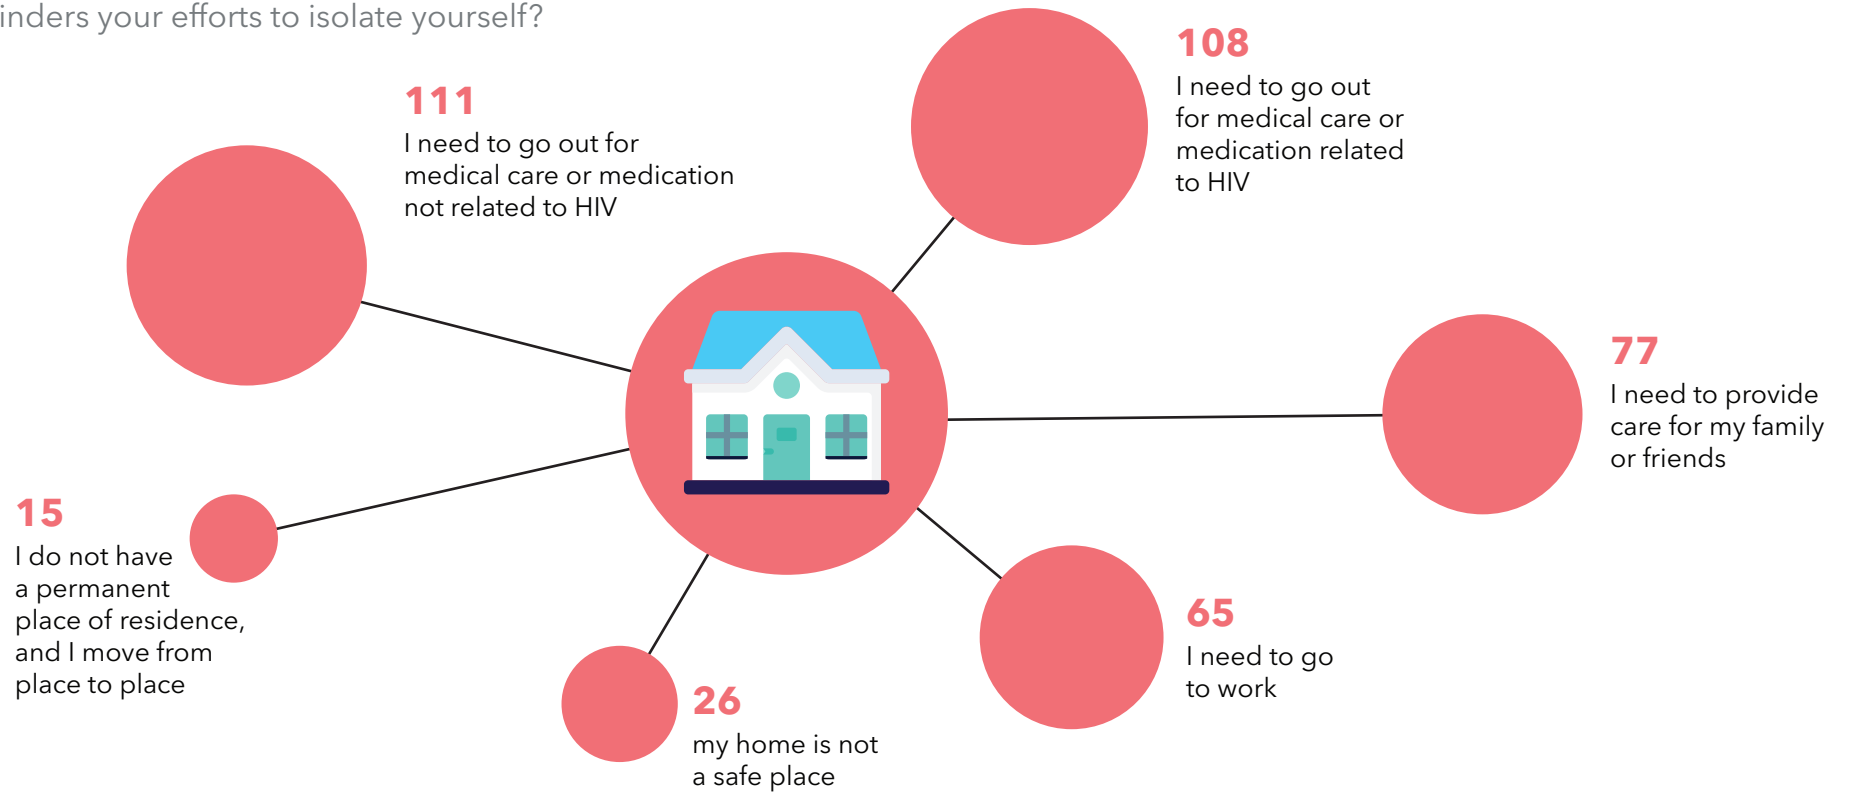 inders your efforts to isolate yourself?
111
I need to go out for
medical care or medication
not related to HIV
108
I need to go out
for medical care or
medication related
to HIV
77
I need to provide
care for my family
or friends
15
I do not have
a permanent
place of residence,
and I move from
place to place
26
my home is not
a safe place
65
I need to go
to work